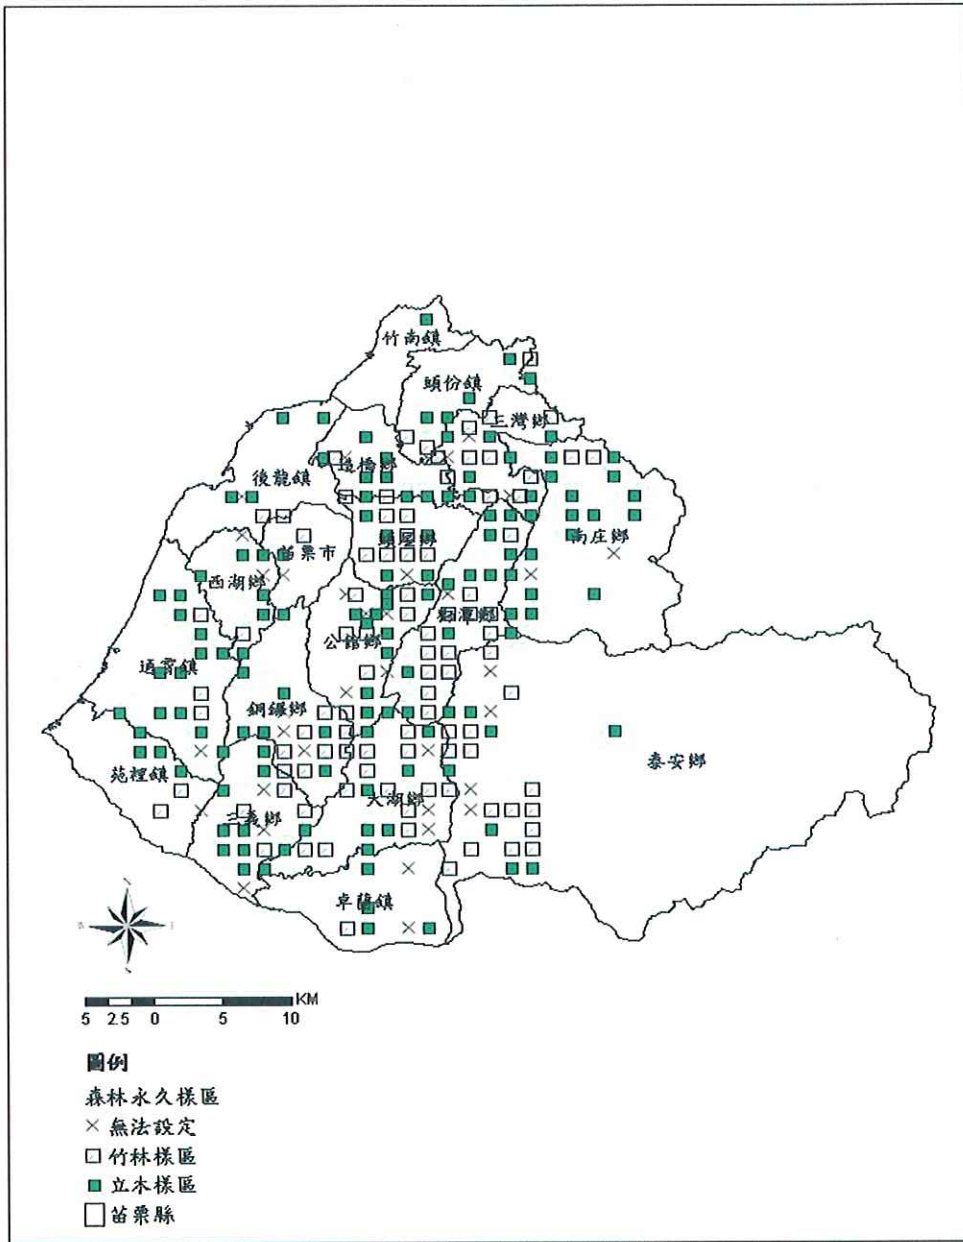 竹南鎮
頭份鎮
三灣鄉
造橋鄉
後龍鎮
頭屋鄉
南庄鄉
苗栗市
西湖鄉
獅潭鄉
公館鄉
通霄鎮
銅鑼鄉
泰安鄉
苑裡鎮
大湖鄉
三義鄉
卓蘭鎮
KM
5 2.5 0 5 10
圖例
森林永久樣區
無法設定
竹林樣區
立木樣區
苗栗縣